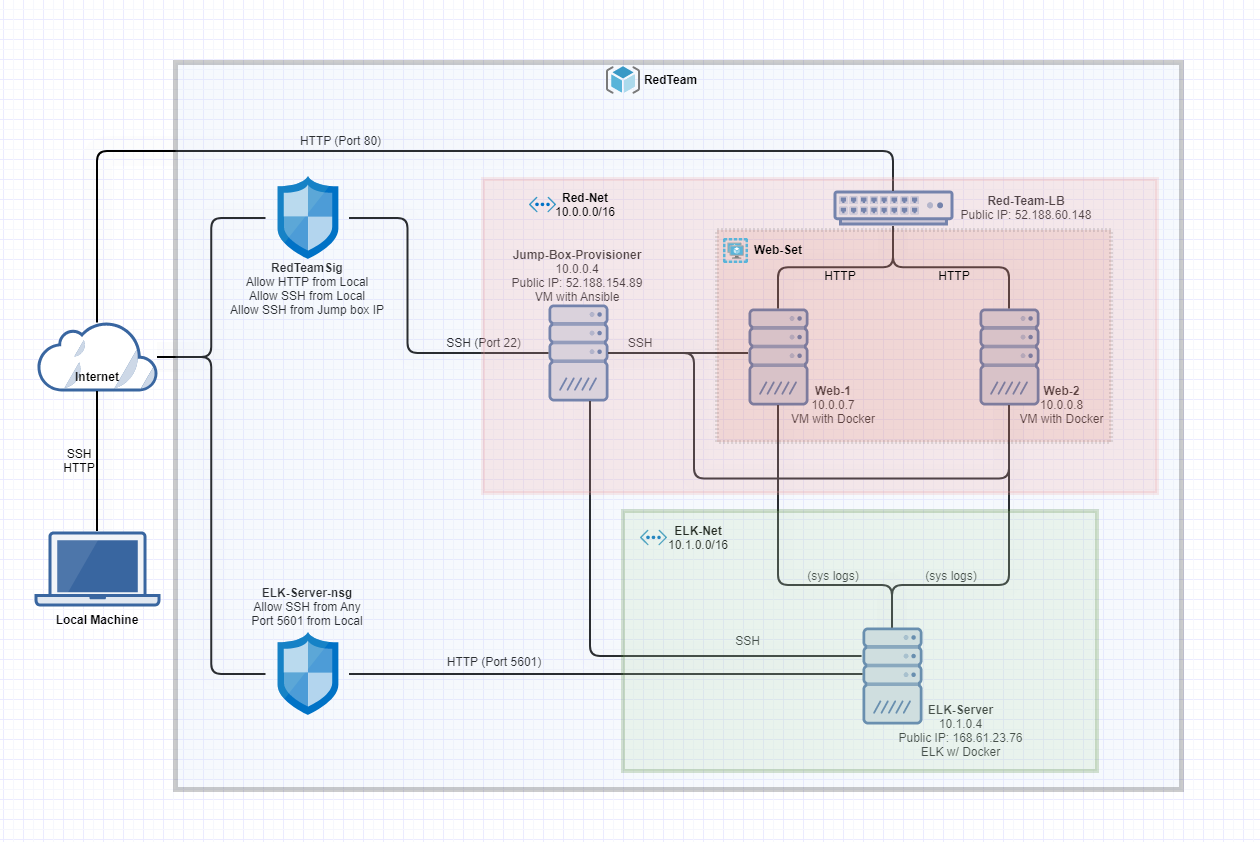 RedTeam
HTTP (Port 80)
Red-Net
10.0.0.0/16
Red-Team-LB
Public IP: 52.188.60.148
RedTeamSig
Allow HTTP from Local
Allow SSH from Local
Allow SSH from Jump box IP
Jump-Box-Provisioner
10.0.0.4
Public IP: 52.188.154.89
VM with Ansible
Web-Set
HTTP
HTTP
SSH (Port 22)
SSH
Internet
Web-1
10.0.0.7
VM with Docker
Web-2
10.0.0.8
VM with Docker
SSH
HTTP
ELK-Net
10.1.0.0/16
(sys logs)
(sys logs)
Local Machine
ELK-Server-nsg
Allow SSH from Any
Port 5601 from Local
SSH
HTTP (Port 5601)
ELK-Server
10.1.0.4
Public IP: 168.61.23.76
ELK w/ Docker